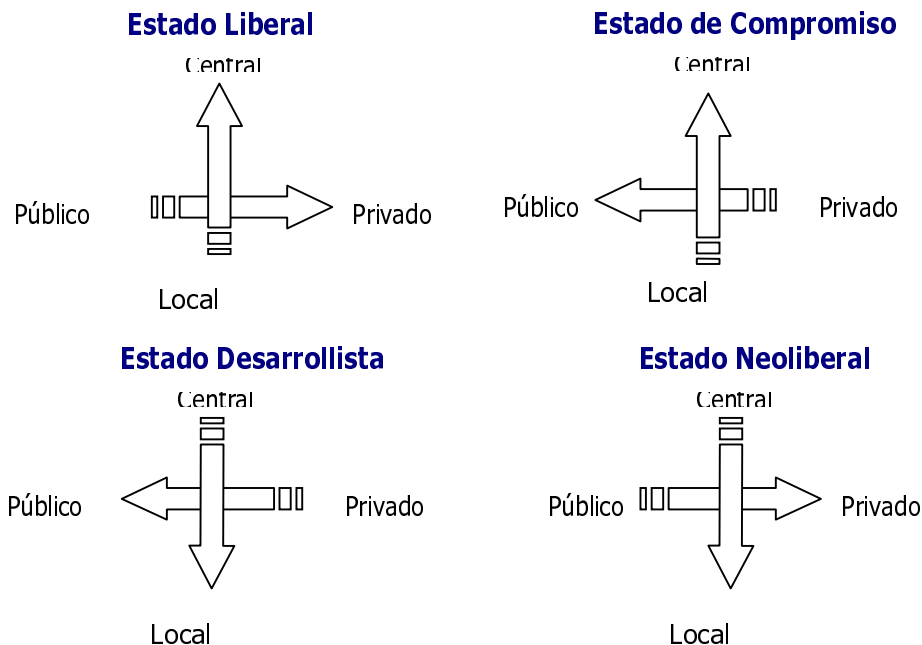 Estado Liberal
Central
Público
Privado
Local
Estado de Compromiso
Central
Público
Privado
Local
Estado Desarrollista
Central
Público
Privado
Local
Estado Neoliberal
Central
Público
Privado
Local